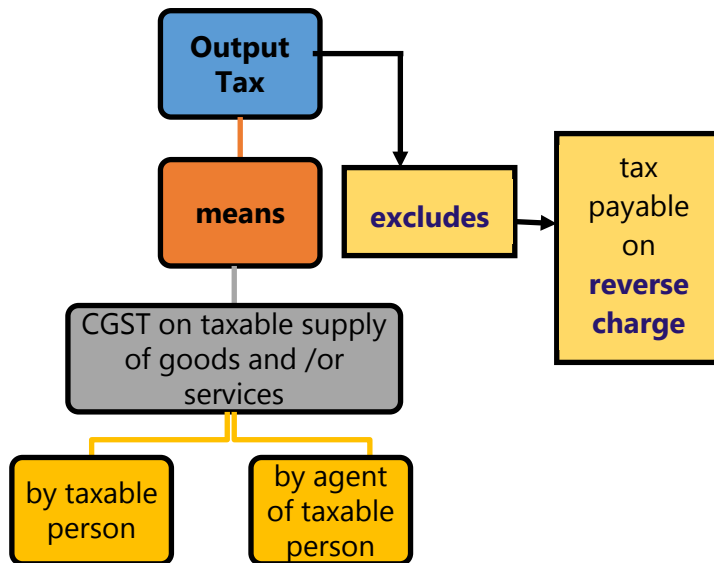 Output
Tax
means
excludes
tax
payable
on
reverse
charge
CGST on taxable supply
of goods and /or
services
by taxable
person
by agent
of taxable
person